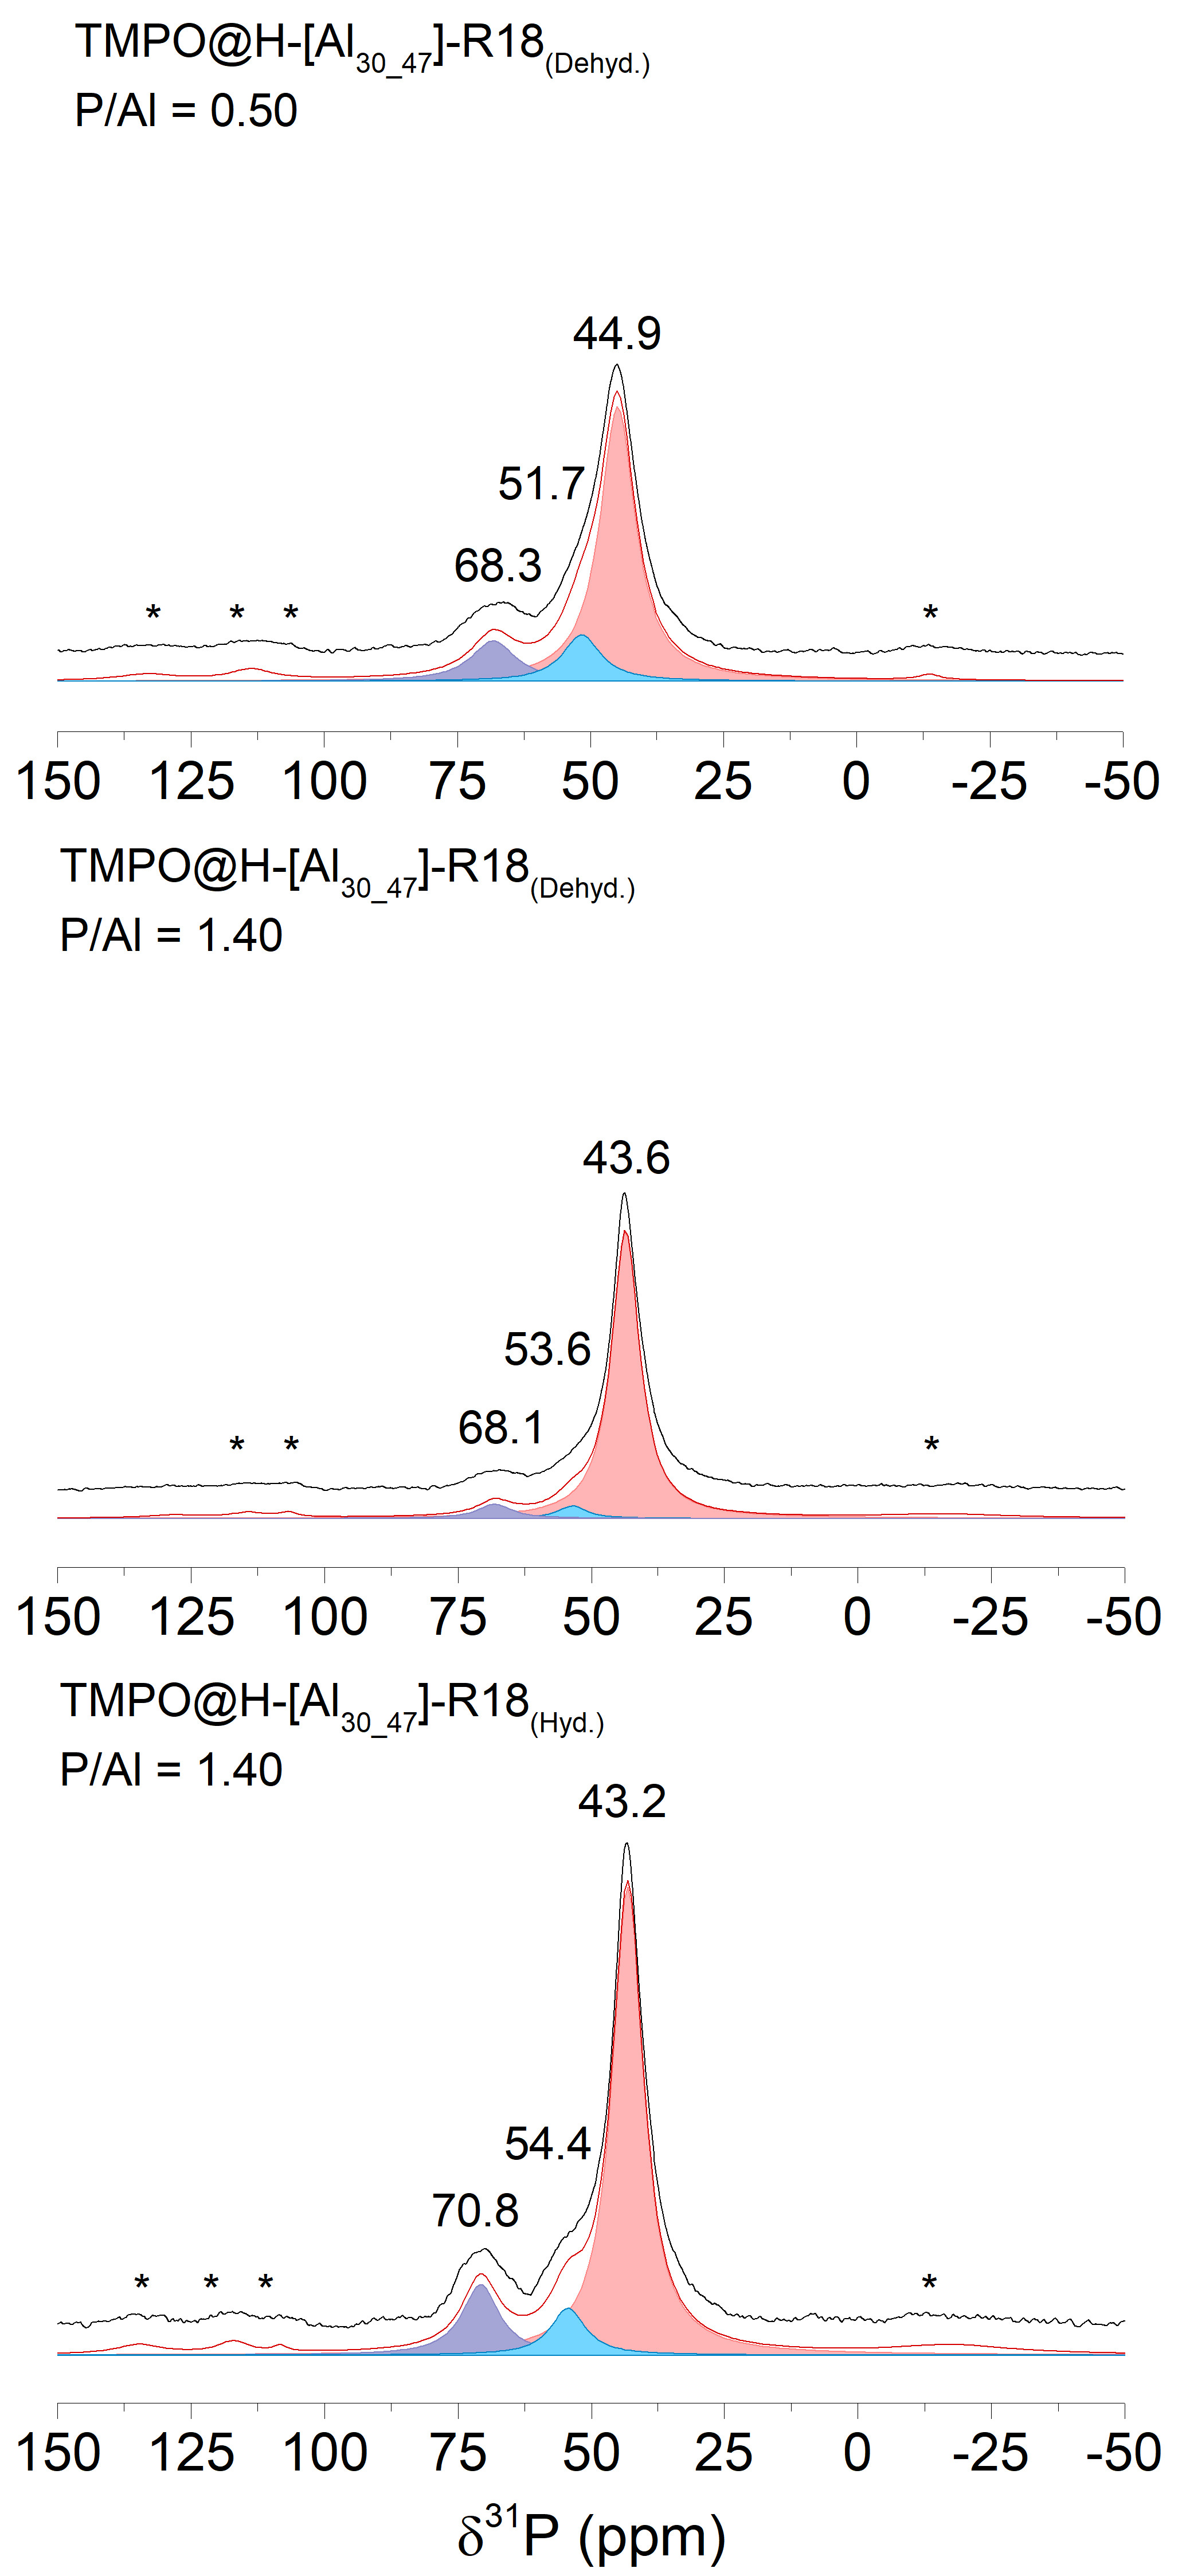 TMPO@H-[Al30_47]-R18(Dehyd.)
P/Al = 0.50
44.9
51.7
68.3
* * * *
150 125 100 75 50 25 0 -25 -50
TMPO@H-[Al30_47]-R18(Dehyd.)
P/Al = 1.40
43.6
53.6
68.1
* * *
150 125 100 75 50 25 0 -25 -50
TMPO@H-[Al30_47]-R18(Hyd.)
P/Al = 1.40
43.2
54.4
70.8
* * * *
150 125 100 75 50 25 0 -25 -50
δ31P (ppm)